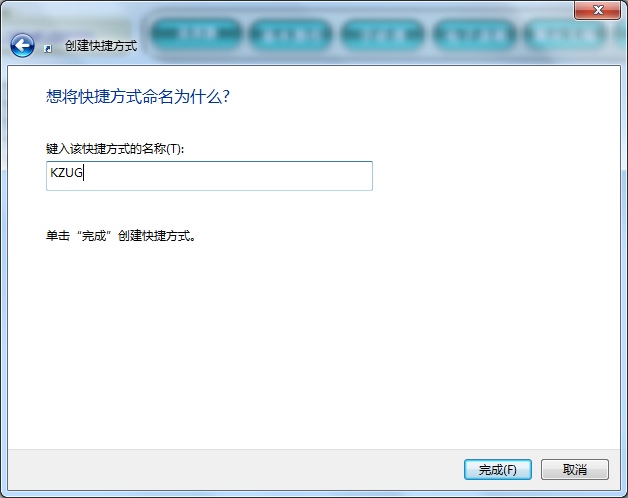 创建快捷方式
想将快捷方式命名为什么?
键入该快捷方式的名称(T):
KZUG
单击“完成”创建快捷方式。
完成(F)
取消